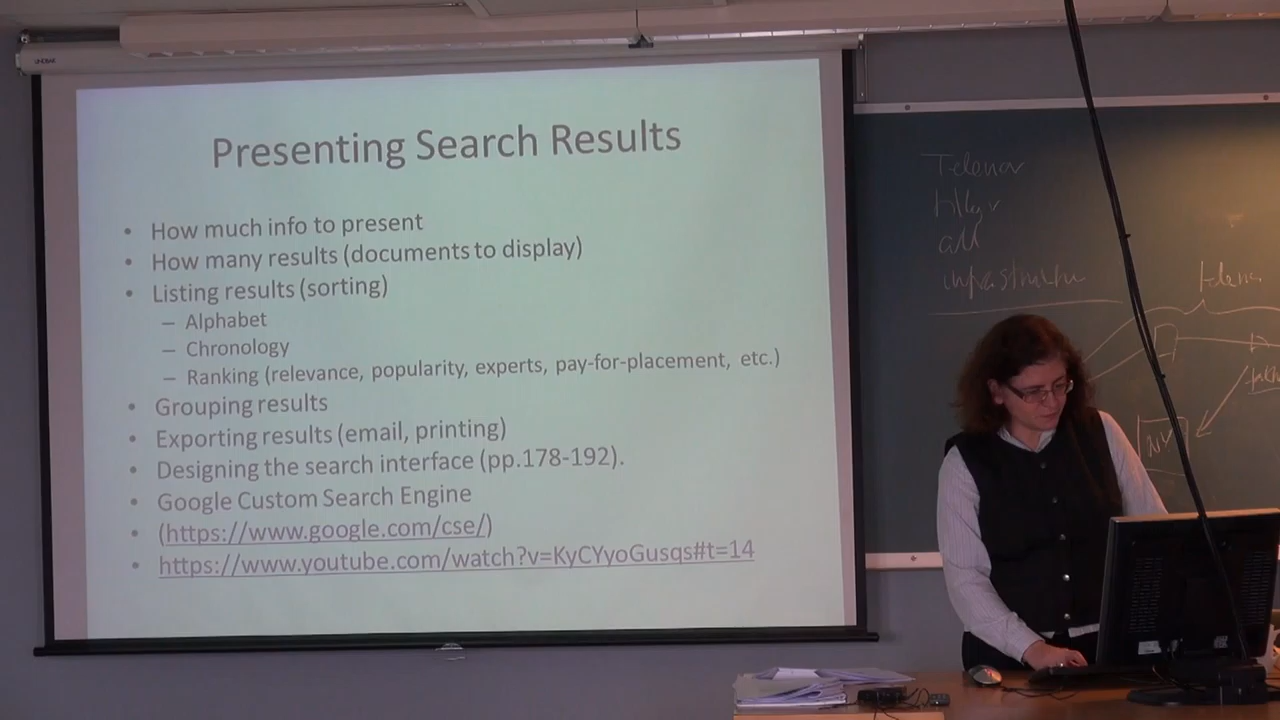 Presenting Search Results
• How much info to present
• How many results (documents to display)
• Listing results (sorting)
– Alphabet
– Chronology
– Ranking (relevance, popularity, experts, pay-for-placement, etc.)
• Grouping results
• Exporting results (email, printing)
• Designing the search interface (pp.178-192).
• Google Custom Search Engine
• (https://www.google.com/cse/)
• https://www.youtube.com/watch?v=KyCYyoGusqs#t=14
Telenor
infrastruktur